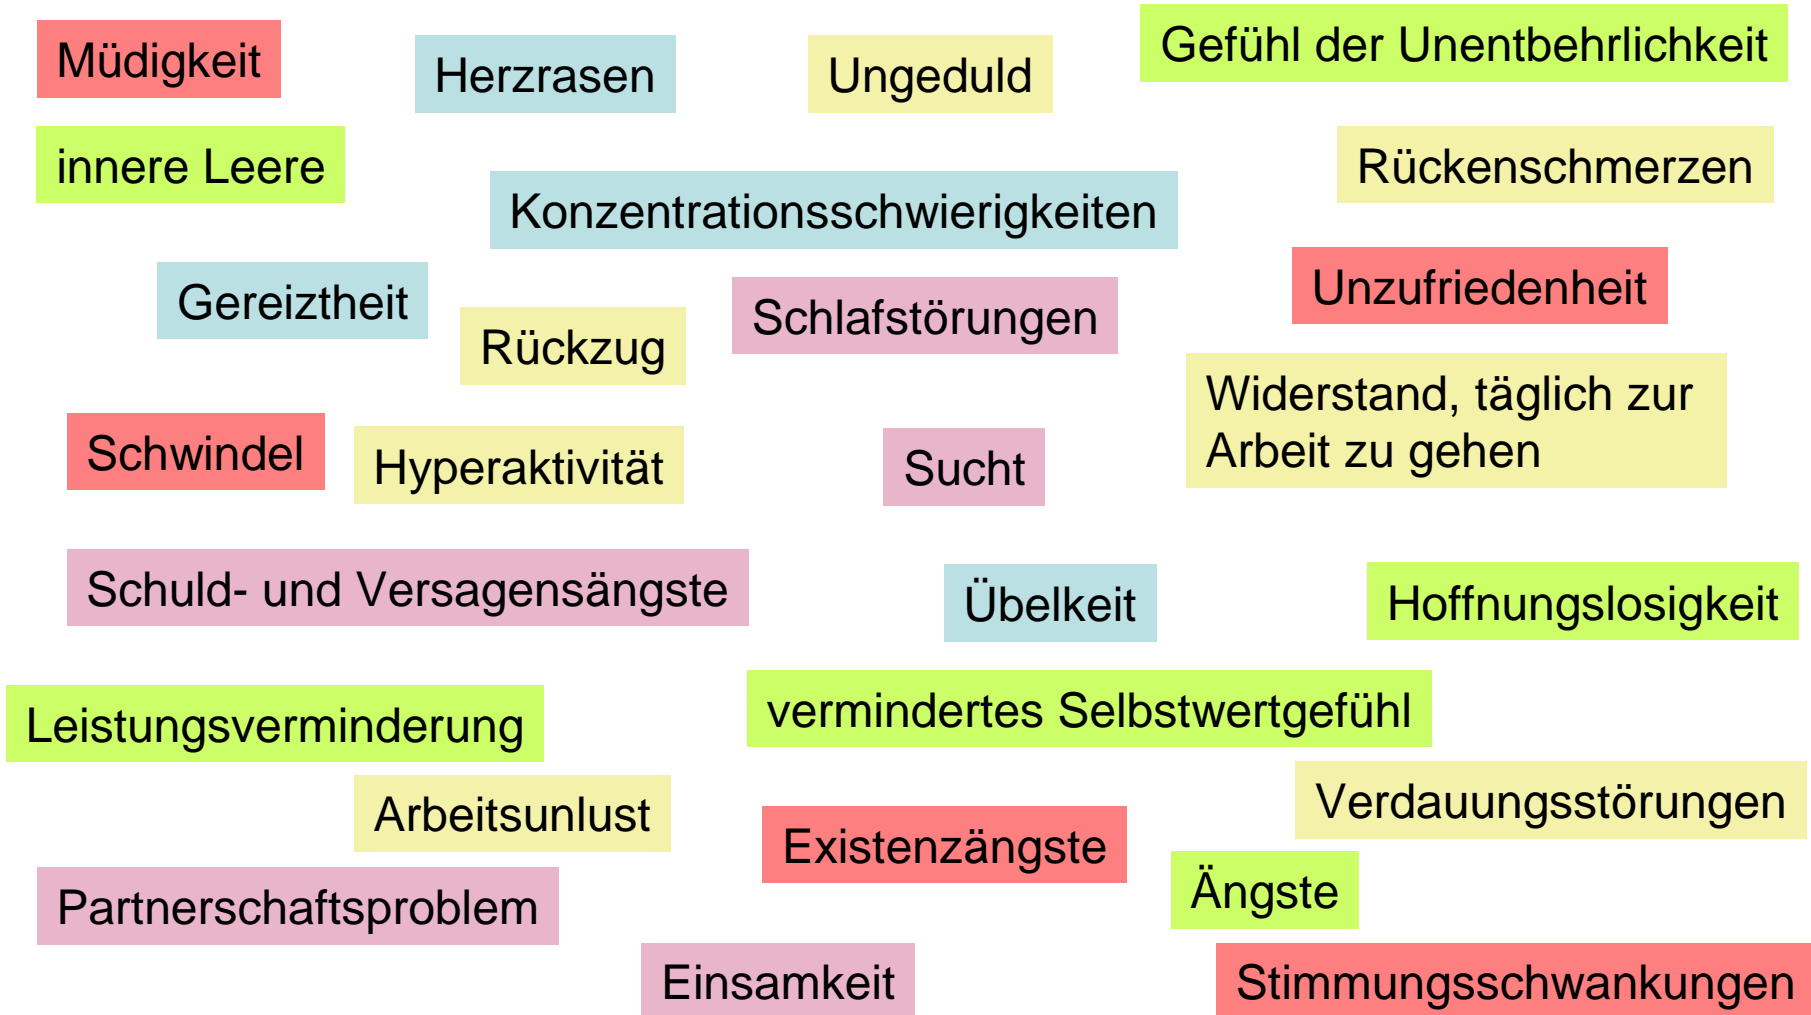 Müdigkeit
Herzrasen
Ungeduld
Gefühl der Unentbehrlichkeit
innere Leere
Konzentrationsschwierigkeiten
Rückenschmerzen
Gereiztheit
Rückzug
Schlafstörungen
Unzufriedenheit
Widerstand, täglich zur
Arbeit zu gehen
Schwindel
Hyperaktivität
Sucht
Schuld- und Versagensängste
Übelkeit
Hoffnungslosigkeit
Leistungsverminderung
vermindertes Selbstwertgefühl
Arbeitsunlust
Existenzängste
Verdauungsstörungen
Partnerschaftsproblem
Ängste
Einsamkeit
Stimmungsschwankungen